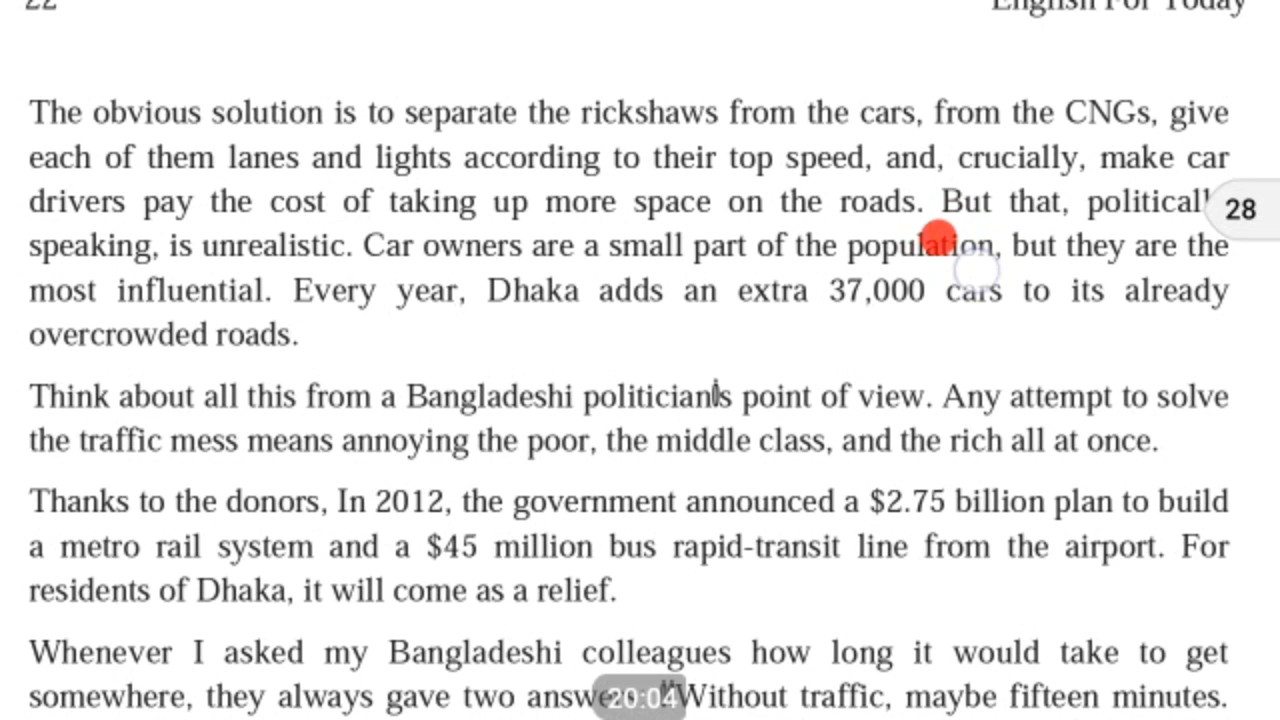 22
English For Today
The obvious solution is to separate the rickshaws from the cars, from the CNGs, give
each of them lanes and lights according to their top speed, and, crucially, make car
drivers pay the cost of taking up more space on the roads. But that, politicall
28
speaking, is unrealistic. Car owners are a small part of the population, but they are the
most influential. Every year, Dhaka adds an extra 37,000 cars to its already
overcrowded roads.
Think about all this from a Bangladeshi politician's point of view. Any attempt to solve
the traffic mess means annoying the poor, the middle class, and the rich all at once.
Thanks to the donors, In 2012, the government announced a $2.75 billion plan to build
a metro rail system and a $45 million bus rapid-transit line from the airport. For
residents of Dhaka, it will come as a relief.
Whenever I asked my Bangladeshi colleagues how long it would take to get
somewhere, they always gave two "Without traffic, maybe fifteen minutes.
20:04